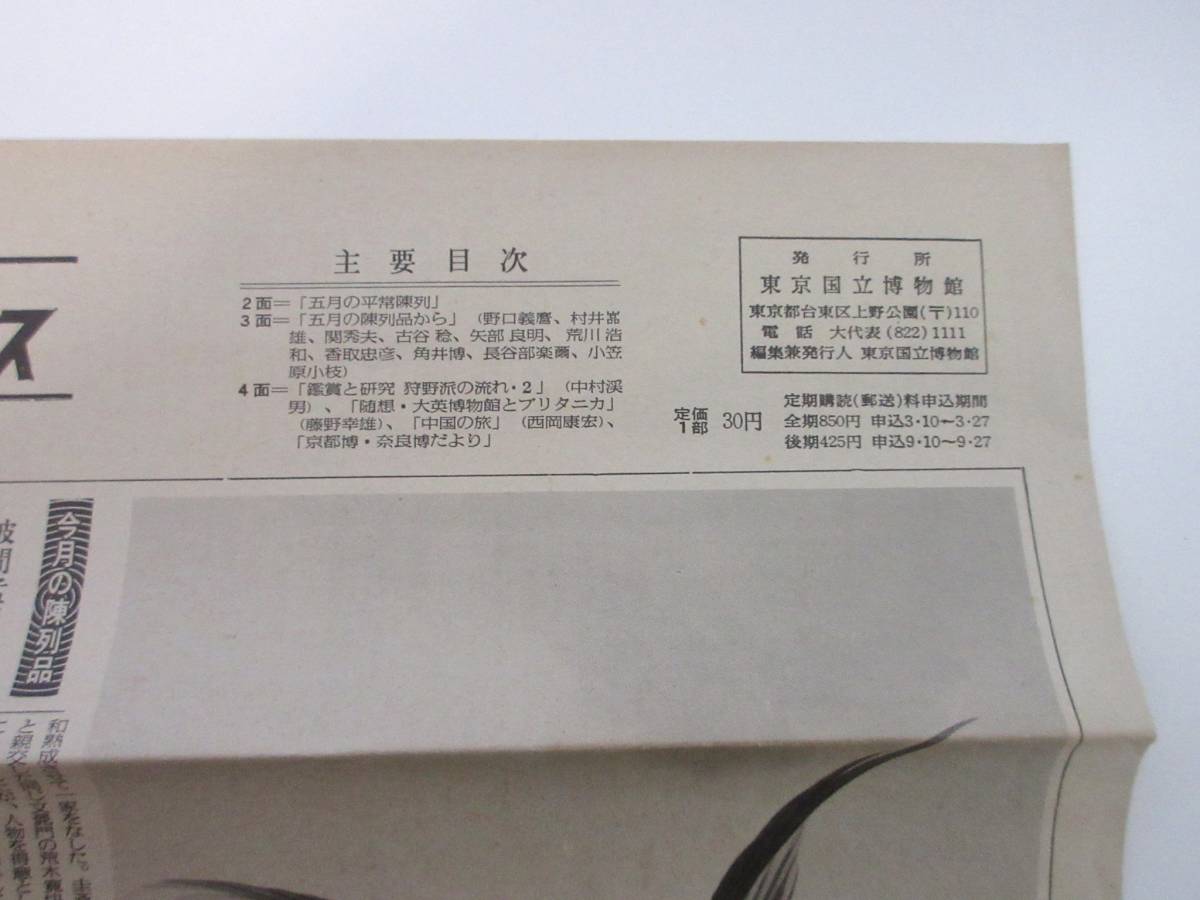 ス
主要目次
2面=「五月の平常陳列」
3面=「五月の陳列品から」(野口義麿、村井嵓
雄、関秀夫、古谷稔、矢部良明、荒川浩
和、香取忠彦、角井博、長谷部楽爾、小笠
原小枝)
4面=「鑑賞と研究 狩野派の流れ・2」(中村渓
男)、「随想・大英博物館とブリタニカ」
(藤野幸雄)、「中国の旅」(西岡康宏)、
「京都博・奈良博だより」
定価
1部 30円
発行所
東京国立博物館
東京都台東区上野公園(〒)110
電話 大代表(822)1111
編集兼発行人 東京国立博物館
定期購読(郵送)料申込期間
全期850円 申込3・10~3・27
後期425円 申込9・10~9・27
今月の陳列品